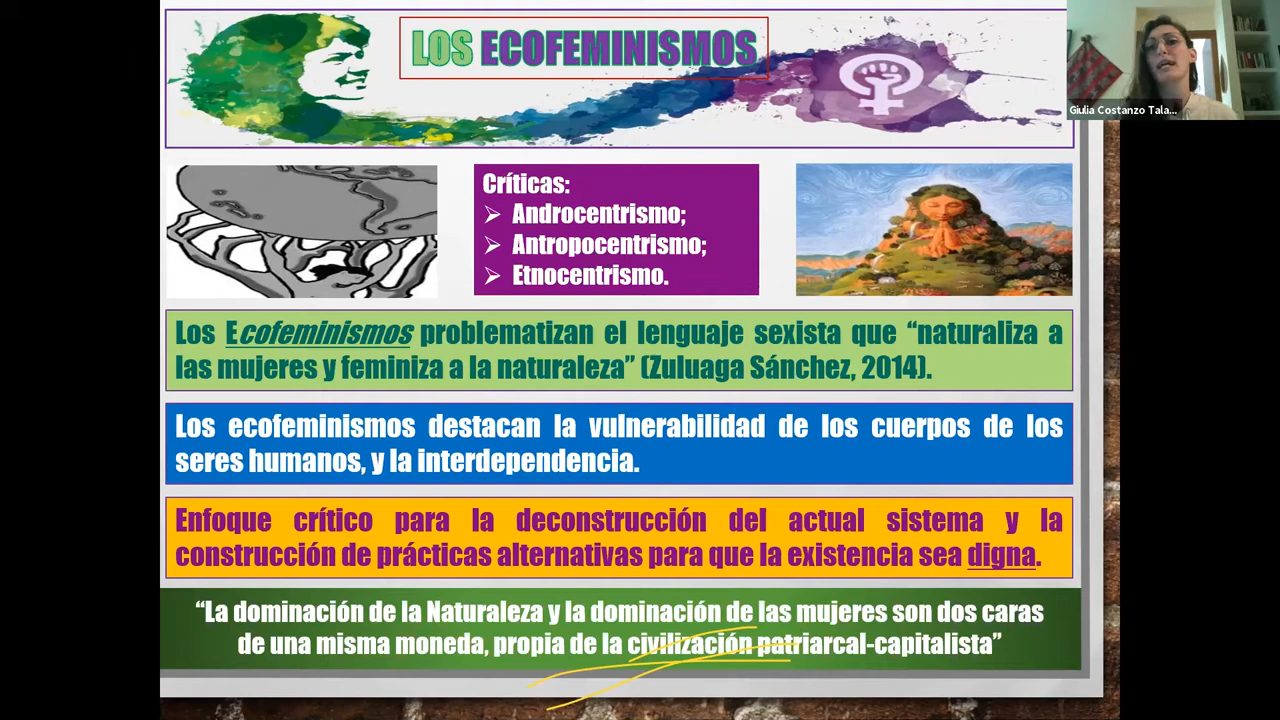 LOS ECOFEMINISMOS
Giulia Costanzo Tala...
Críticas:
➢ Androcentrismo;
➢ Antropocentrismo;
➢ Etnocentrismo.
Los Ecofeminismos problematizan el lenguaje sexista que “naturaliza a
las mujeres y feminiza a la naturaleza” (Zuluaga Sánchez, 2014).
Los ecofeminismos destacan la vulnerabilidad de los cuerpos de los
seres humanos, y la interdependencia.
Enfoque crítico para la deconstrucción del actual sistema y la
construcción de prácticas alternativas para que la existencia sea digna.
“La dominación de la Naturaleza y la dominación de las mujeres son dos caras
de una misma moneda, propia de la civilización patriarcal-capitalista”